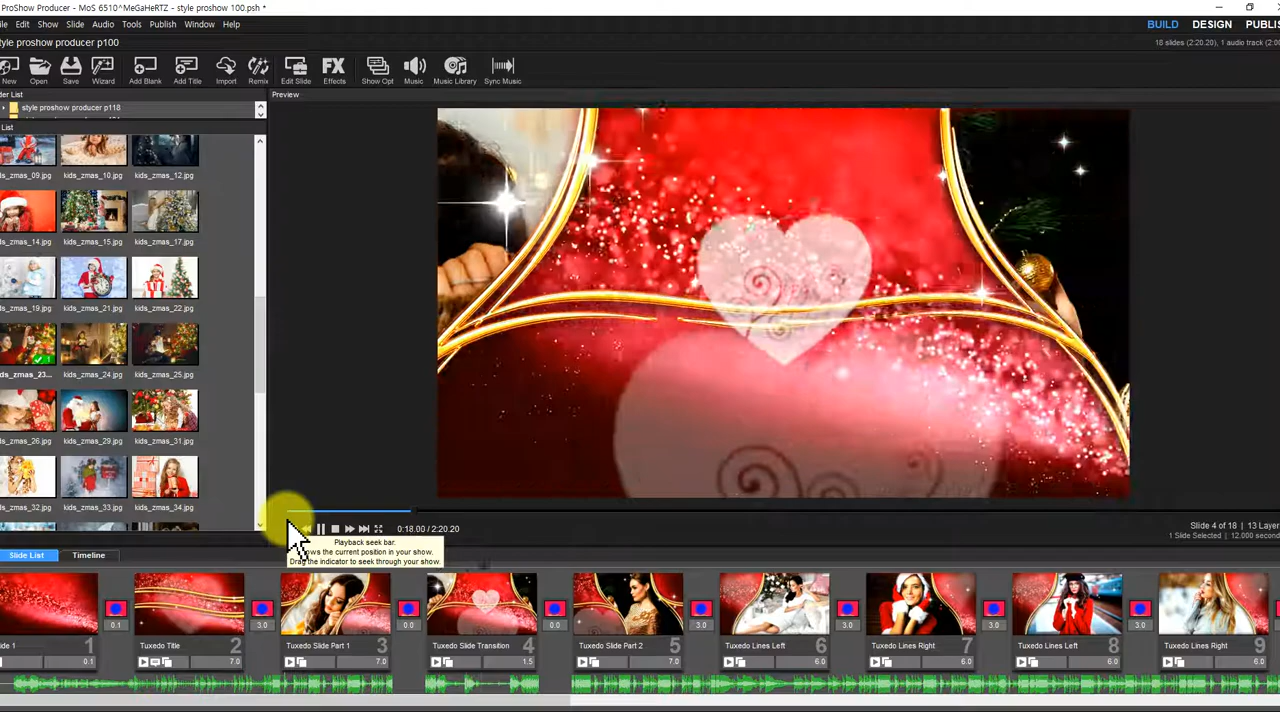 ProShow Producer - MoS 6510^MeGaHeRTZ - style proshow 100.psh *
File Edit Show Slide Audio Tools Publish Window Help
BUILD DESIGN PUBLIS
tyle proshow producer p100
18 slides (2:20.20), 1 audio track (2:0
New Open Save Wizard Add Blank Add Title Import Remix Edit Slide Effects Show Opt Music Music Library Sync Music
FX
der List
Preview
style proshow producer p118
List
s_zmas_09.jpg kids_zmas_10.jpg kids_zmas_12.jpg
s_zmas_14.jpg kids_zmas_15.jpg kids_zmas_17.jpg
s_zmas_19.jpg kids_zmas_21.jpg kids_zmas_22.jpg
ds_zmas_23... kids_zmas_24.jpg kids_zmas_25.jpg
s_zmas_26.jpg kids_zmas_29.jpg kids_zmas_31.jpg
s_zmas_32.jpg kids_zmas_33.jpg kids_zmas_34.jpg
0:18.00 / 2:20.20
Slide 4 of 18 | 13 Layer
1 Slide Selected | 12.000 second
Playback seek bar.
ows the current position in your show.
Drag the indicator to seek through your show.
Slide List Timeline
0.1 3.0 0.0 0.0 3.0 3.0 3.0 3.0
ide 1 1 Tuxedo Title 2 Tuxedo Slide Part 1 3 Tuxedo Slide Transition 4 Tuxedo Slide Part 2 5 Tuxedo Lines Left 6 Tuxedo Lines Right 7 Tuxedo Lines Left 8 Tuxedo Lines Right 9
0.1 7.0 7.0 1.5 7.0 6.0 6.0 6.0 6.0